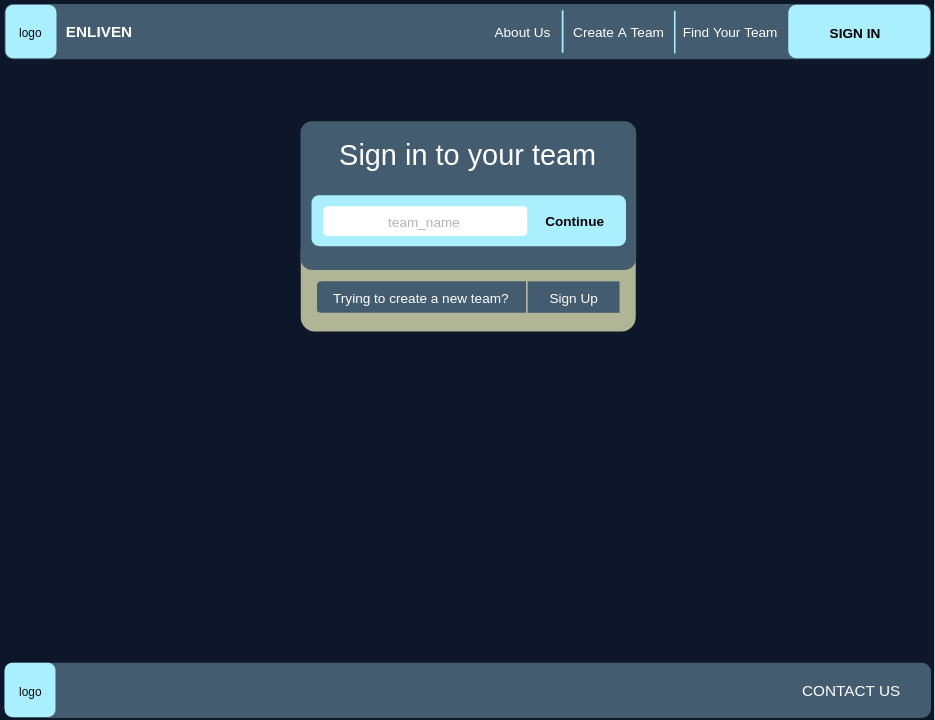 logo ENLIVEN About Us Create A Team Find Your Team SIGN IN
Sign in to your team
team_name Continue
Trying to create a new team? Sign Up
logo CONTACT US